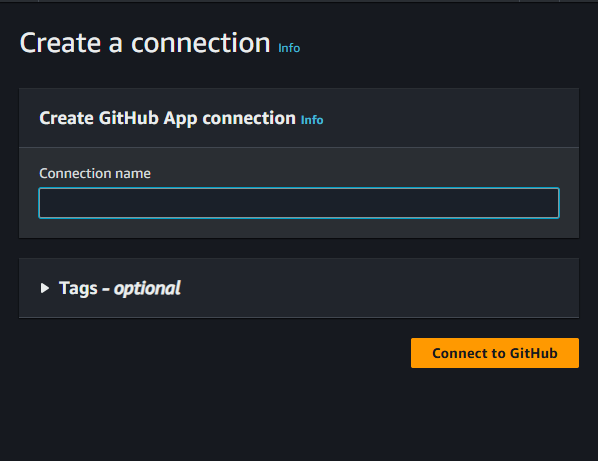 Create a connection Info
Create GitHub App connection Info
Connection name
Tags - optional
Connect to GitHub